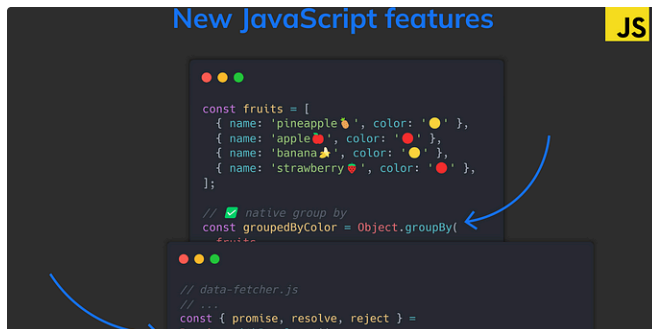 New JavaScript features
JS
const fruits = [
{ name: 'pineapple🍍', color: '🟡' },
{ name: 'apple🍎', color: '🔴' },
{ name: 'banana🍌', color: '🟡' },
{ name: 'strawberry🍓', color: '🔴' },
];
// ✅ native group by
const groupedByColor = Object.groupBy(
fruits
// data-fetcher.js
// ...
const { promise, resolve, reject } =